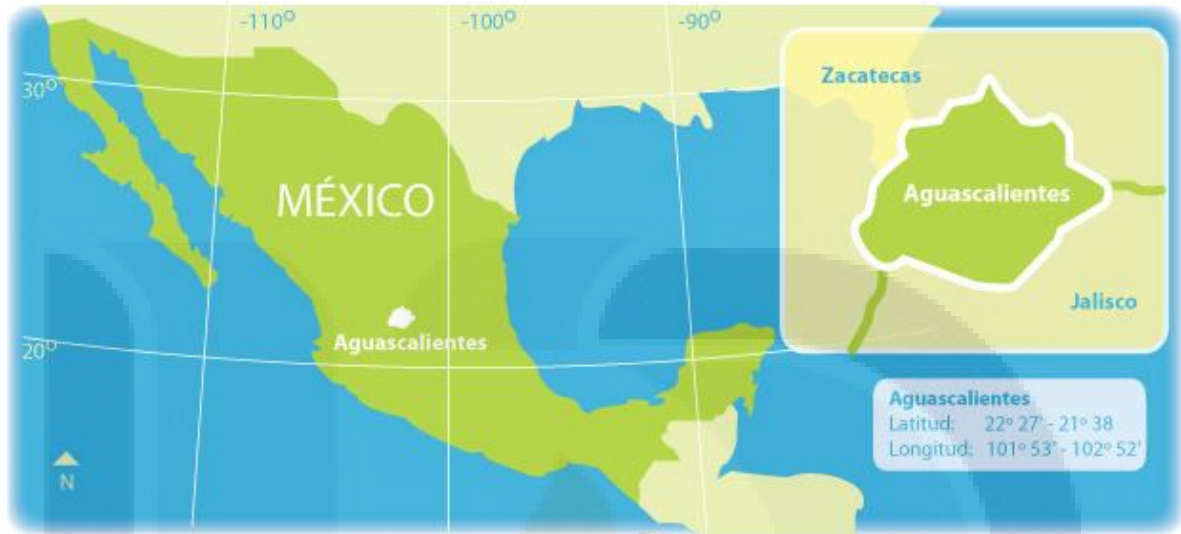 -110º
-100º
-90º
30º
20º
MÉXICO
Aguascalientes
N
Zacatecas
Aguascalientes
Jalisco
Aguascalientes
Latitud: 22º 27' - 21º 38
Longitud: 101º 53' - 102º 52'